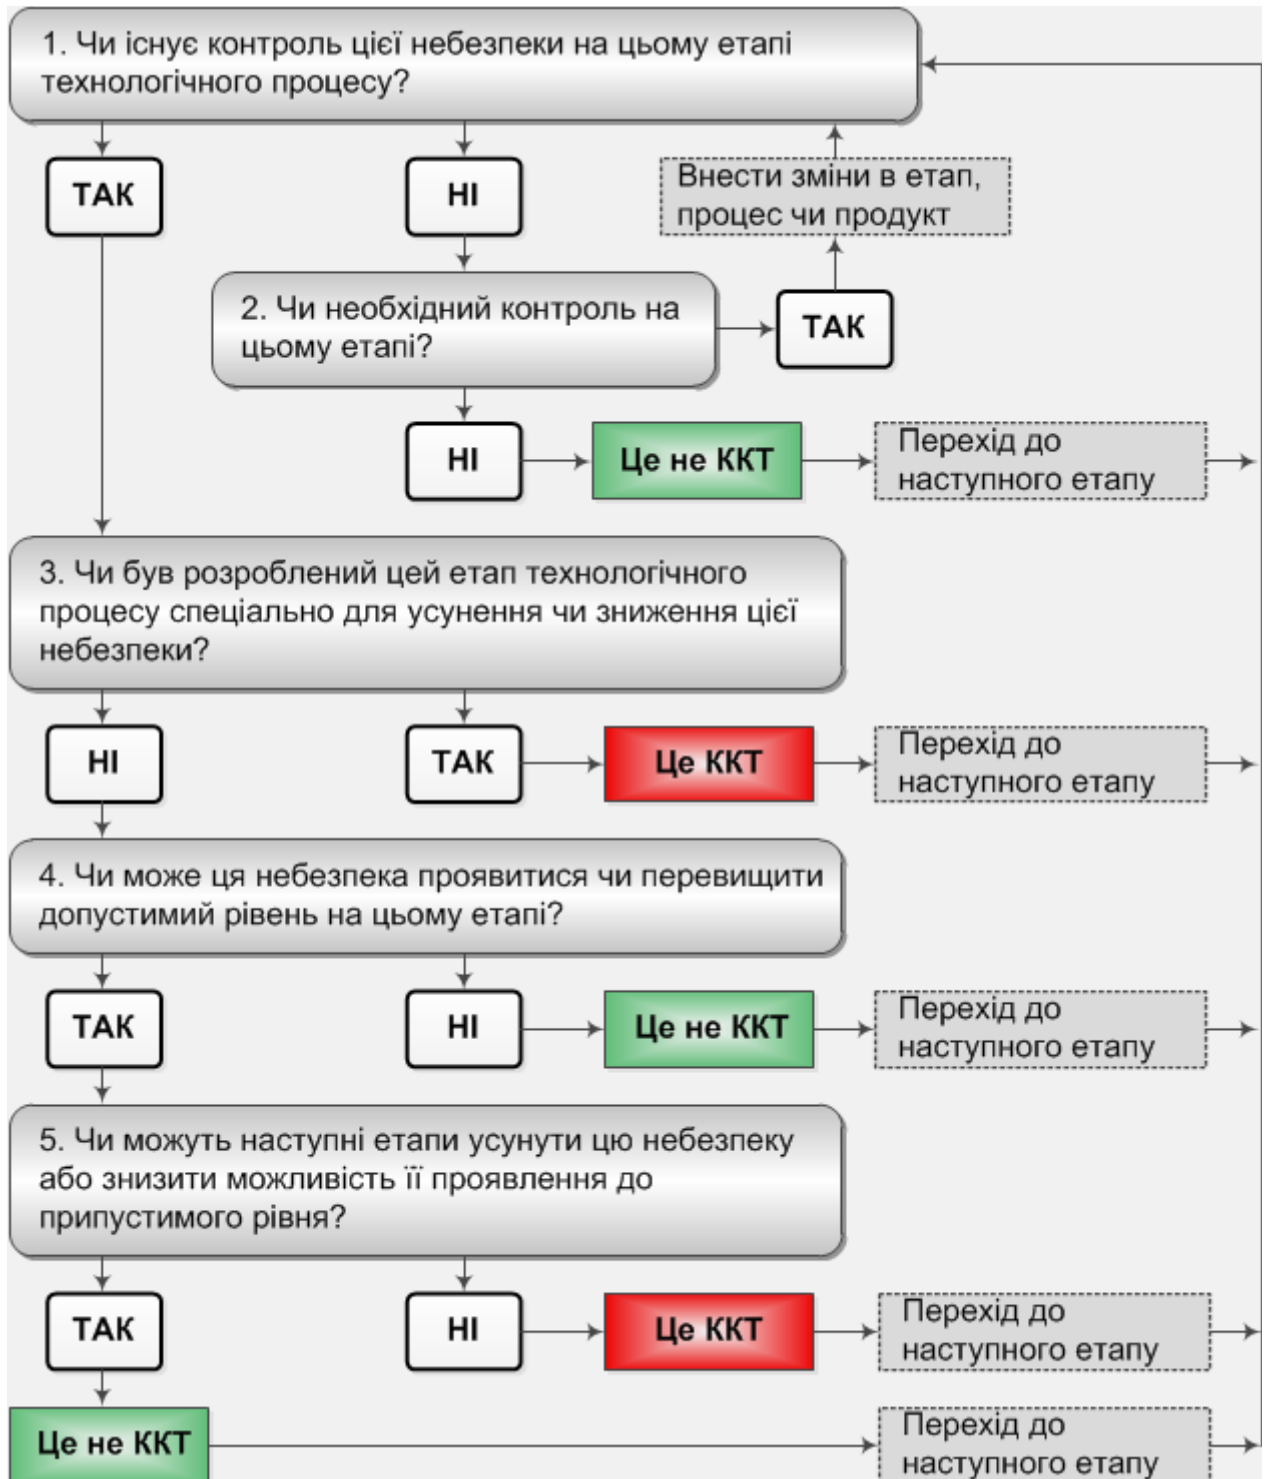 1. Чи існує контроль цієї небезпеки на цьому етапі
технологічного процесу?
ТАК
НІ
Внести зміни в етап,
процес чи продукт
2. Чи необхідний контроль на
цьому етапі?
ТАК
НІ
Це не ККТ
Перехід до
наступного етапу
3. Чи був розроблений цей етап технологічного
процесу спеціально для усунення чи зниження цієї
небезпеки?
НІ
ТАК
Це ККТ
Перехід до
наступного етапу
4. Чи може ця небезпека проявитися чи перевищити
допустимий рівень на цьому етапі?
ТАК
НІ
Це не ККТ
Перехід до
наступного етапу
5. Чи можуть наступні етапи усунути цю небезпеку
або знизити можливість її проявлення до
припустимого рівня?
ТАК
НІ
Це ККТ
Перехід до
наступного етапу
Це не ККТ
Перехід до
наступного етапу